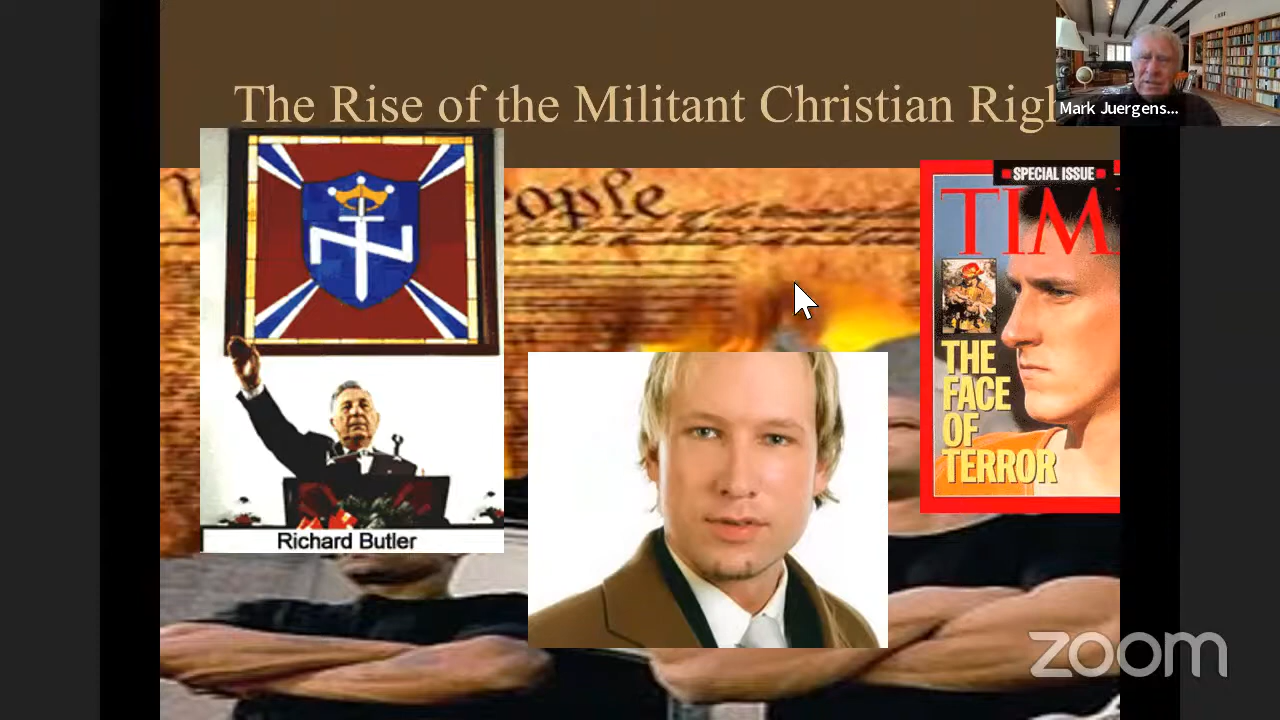 The Rise of the Militant Christian Righ
Mark Juergens...
ople
SPECIAL ISSUE
TIM
THE
FACE
OF
TERROR
Richard Butler
zoom